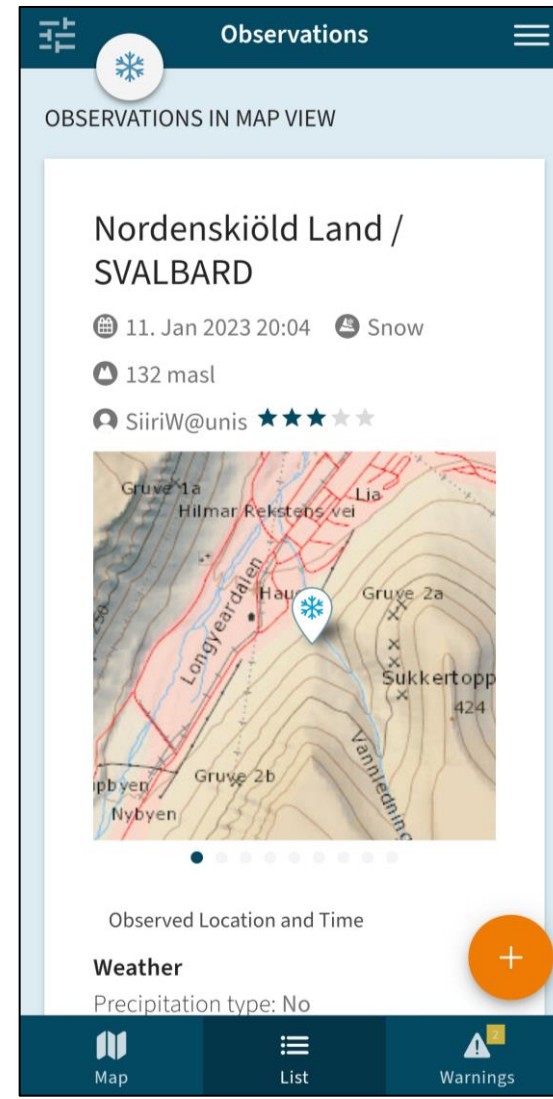 Observations
OBSERVATIONS IN MAP VIEW
Nordenskiöld Land /
SVALBARD
11. Jan 2023 20:04 Snow
132 masl
SiiriW@unis
Gruve 1a
Lia
Hilmar Rekstens vei
Longyeardalen
Hau
Gruve 2a
Sukkertopp
424
Vannledning
Gruve 2b
pbyen
Nybyen
Observed Location and Time
Weather
Precipitation type: No
+
2
Map List Warnings